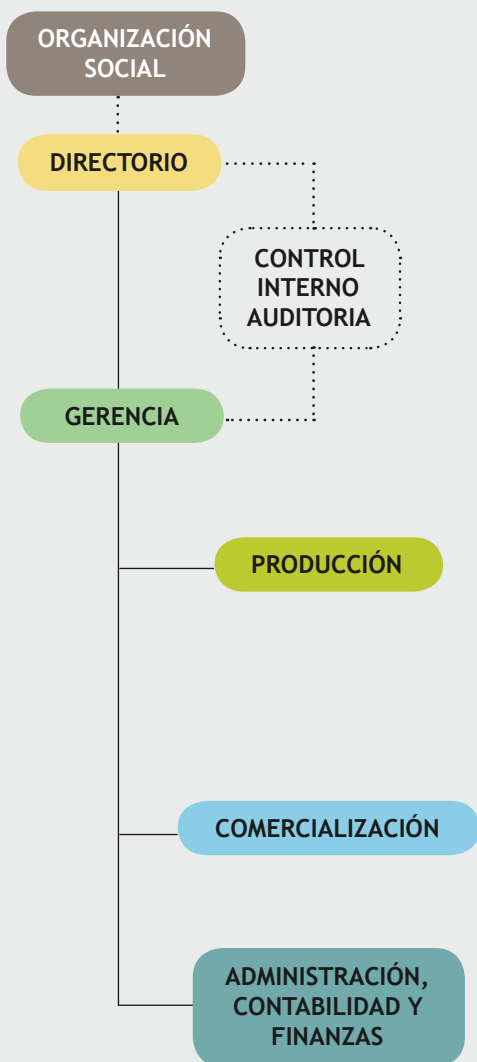 ORGANIZACIÓN
SOCIAL
DIRECTORIO
CONTROL
INTERNO
AUDITORIA
GERENCIA
PRODUCCIÓN
COMERCIALIZACIÓN
ADMINISTRACIÓN,
CONTABILIDAD Y
FINANZAS